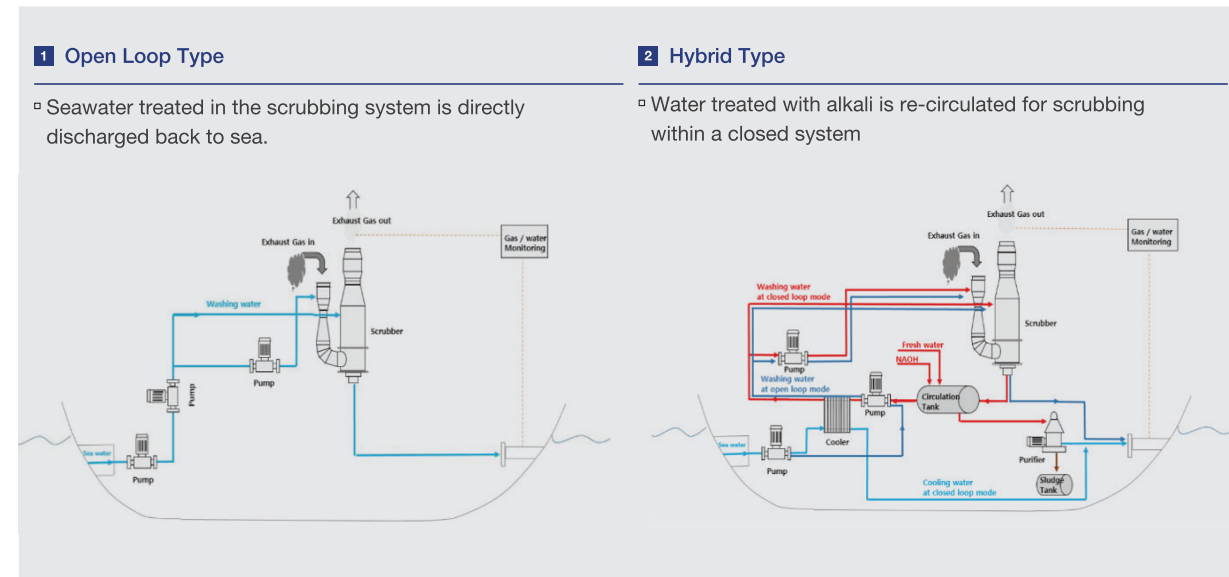 1 Open Loop Type
Seawater treated in the scrubbing system is directly
discharged back to sea.
Exhaust Gas out
Exhaust Gas in
Gas / water
Monitoring
Washing water
Scrubber
Pump
Pump
Sea water
Pump
2 Hybrid Type
Water treated with alkali is re-circulated for scrubbing
within a closed system
Exhaust Gas out
Exhaust Gas in
Gas / water
Monitoring
Washing water
at closed loop mode
Scrubber
Fresh water
NAOH
Pump
Washing water
at open loop mode
Circulation
Tank
Pump
Cooler
Sea water
Pump
Purifier
Sludge
Tank
Cooling water
at closed loop mode